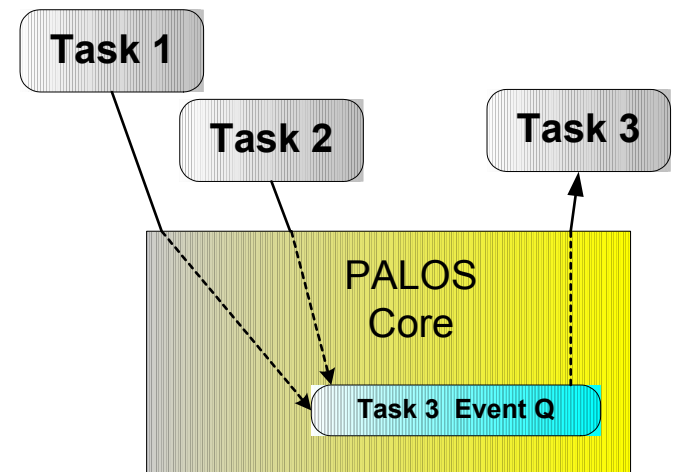 Task 1
Task 2
Task 3
PALOS
Core
Task 3 Event Q